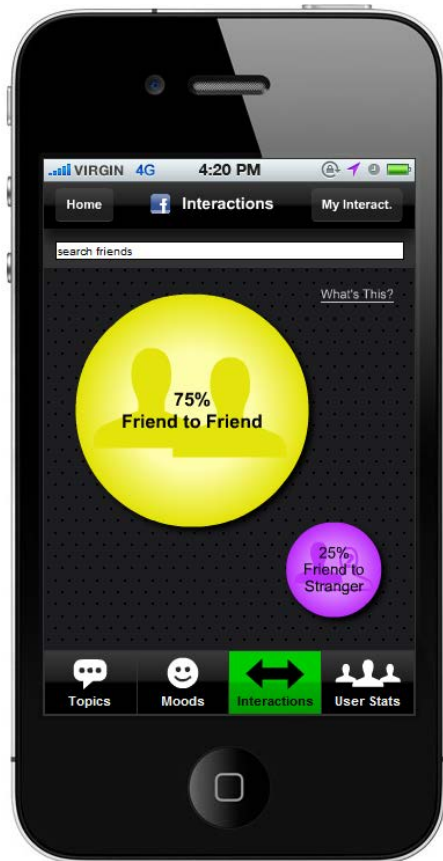 VIRGIN 4G 4:20 PM
Home f Interactions My Interact.
search friends
What's This?
75%
Friend to Friend
25%
Friend to
Stranger
Topics Moods Interactions User Stats